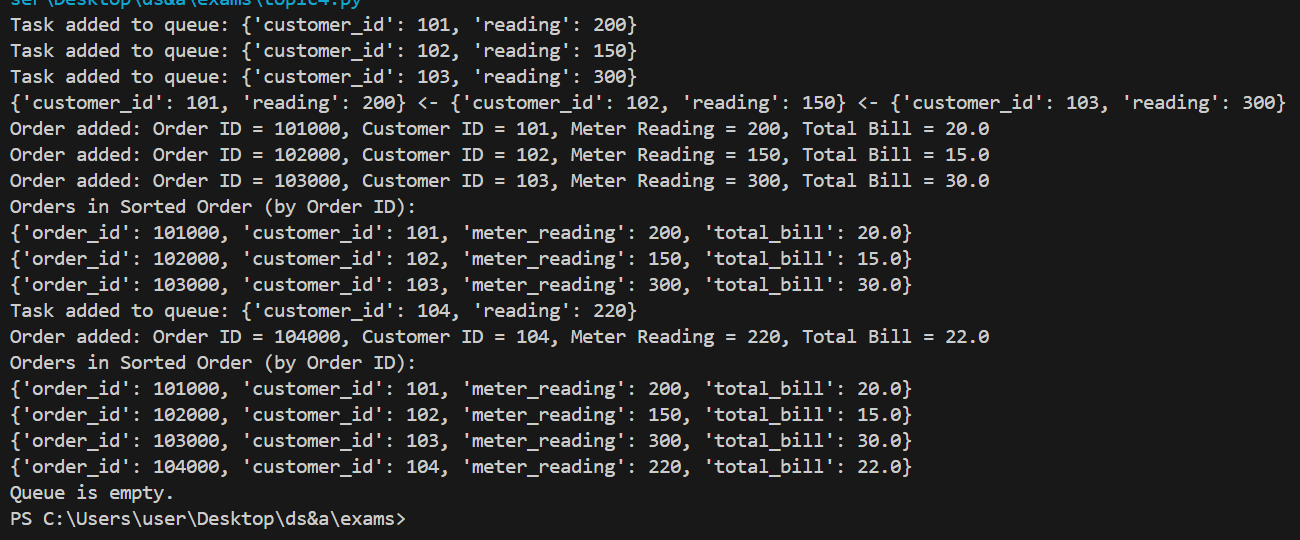 ser\Desktop\ds&a\exams\topic4.py
Task added to queue: {'customer_id': 101, 'reading': 200}
Task added to queue: {'customer_id': 102, 'reading': 150}
Task added to queue: {'customer_id': 103, 'reading': 300}
{'customer_id': 101, 'reading': 200} <- {'customer_id': 102, 'reading': 150} <- {'customer_id': 103, 'reading': 300}
Order added: Order ID = 101000, Customer ID = 101, Meter Reading = 200, Total Bill = 20.0
Order added: Order ID = 102000, Customer ID = 102, Meter Reading = 150, Total Bill = 15.0
Order added: Order ID = 103000, Customer ID = 103, Meter Reading = 300, Total Bill = 30.0
Orders in Sorted Order (by Order ID):
{'order_id': 101000, 'customer_id': 101, 'meter_reading': 200, 'total_bill': 20.0}
{'order_id': 102000, 'customer_id': 102, 'meter_reading': 150, 'total_bill': 15.0}
{'order_id': 103000, 'customer_id': 103, 'meter_reading': 300, 'total_bill': 30.0}
Task added to queue: {'customer_id': 104, 'reading': 220}
Order added: Order ID = 104000, Customer ID = 104, Meter Reading = 220, Total Bill = 22.0
Orders in Sorted Order (by Order ID):
{'order_id': 101000, 'customer_id': 101, 'meter_reading': 200, 'total_bill': 20.0}
{'order_id': 102000, 'customer_id': 102, 'meter_reading': 150, 'total_bill': 15.0}
{'order_id': 103000, 'customer_id': 103, 'meter_reading': 300, 'total_bill': 30.0}
{'order_id': 104000, 'customer_id': 104, 'meter_reading': 220, 'total_bill': 22.0}
Queue is empty.
PS C:\Users\user\Desktop\ds&a\exams>